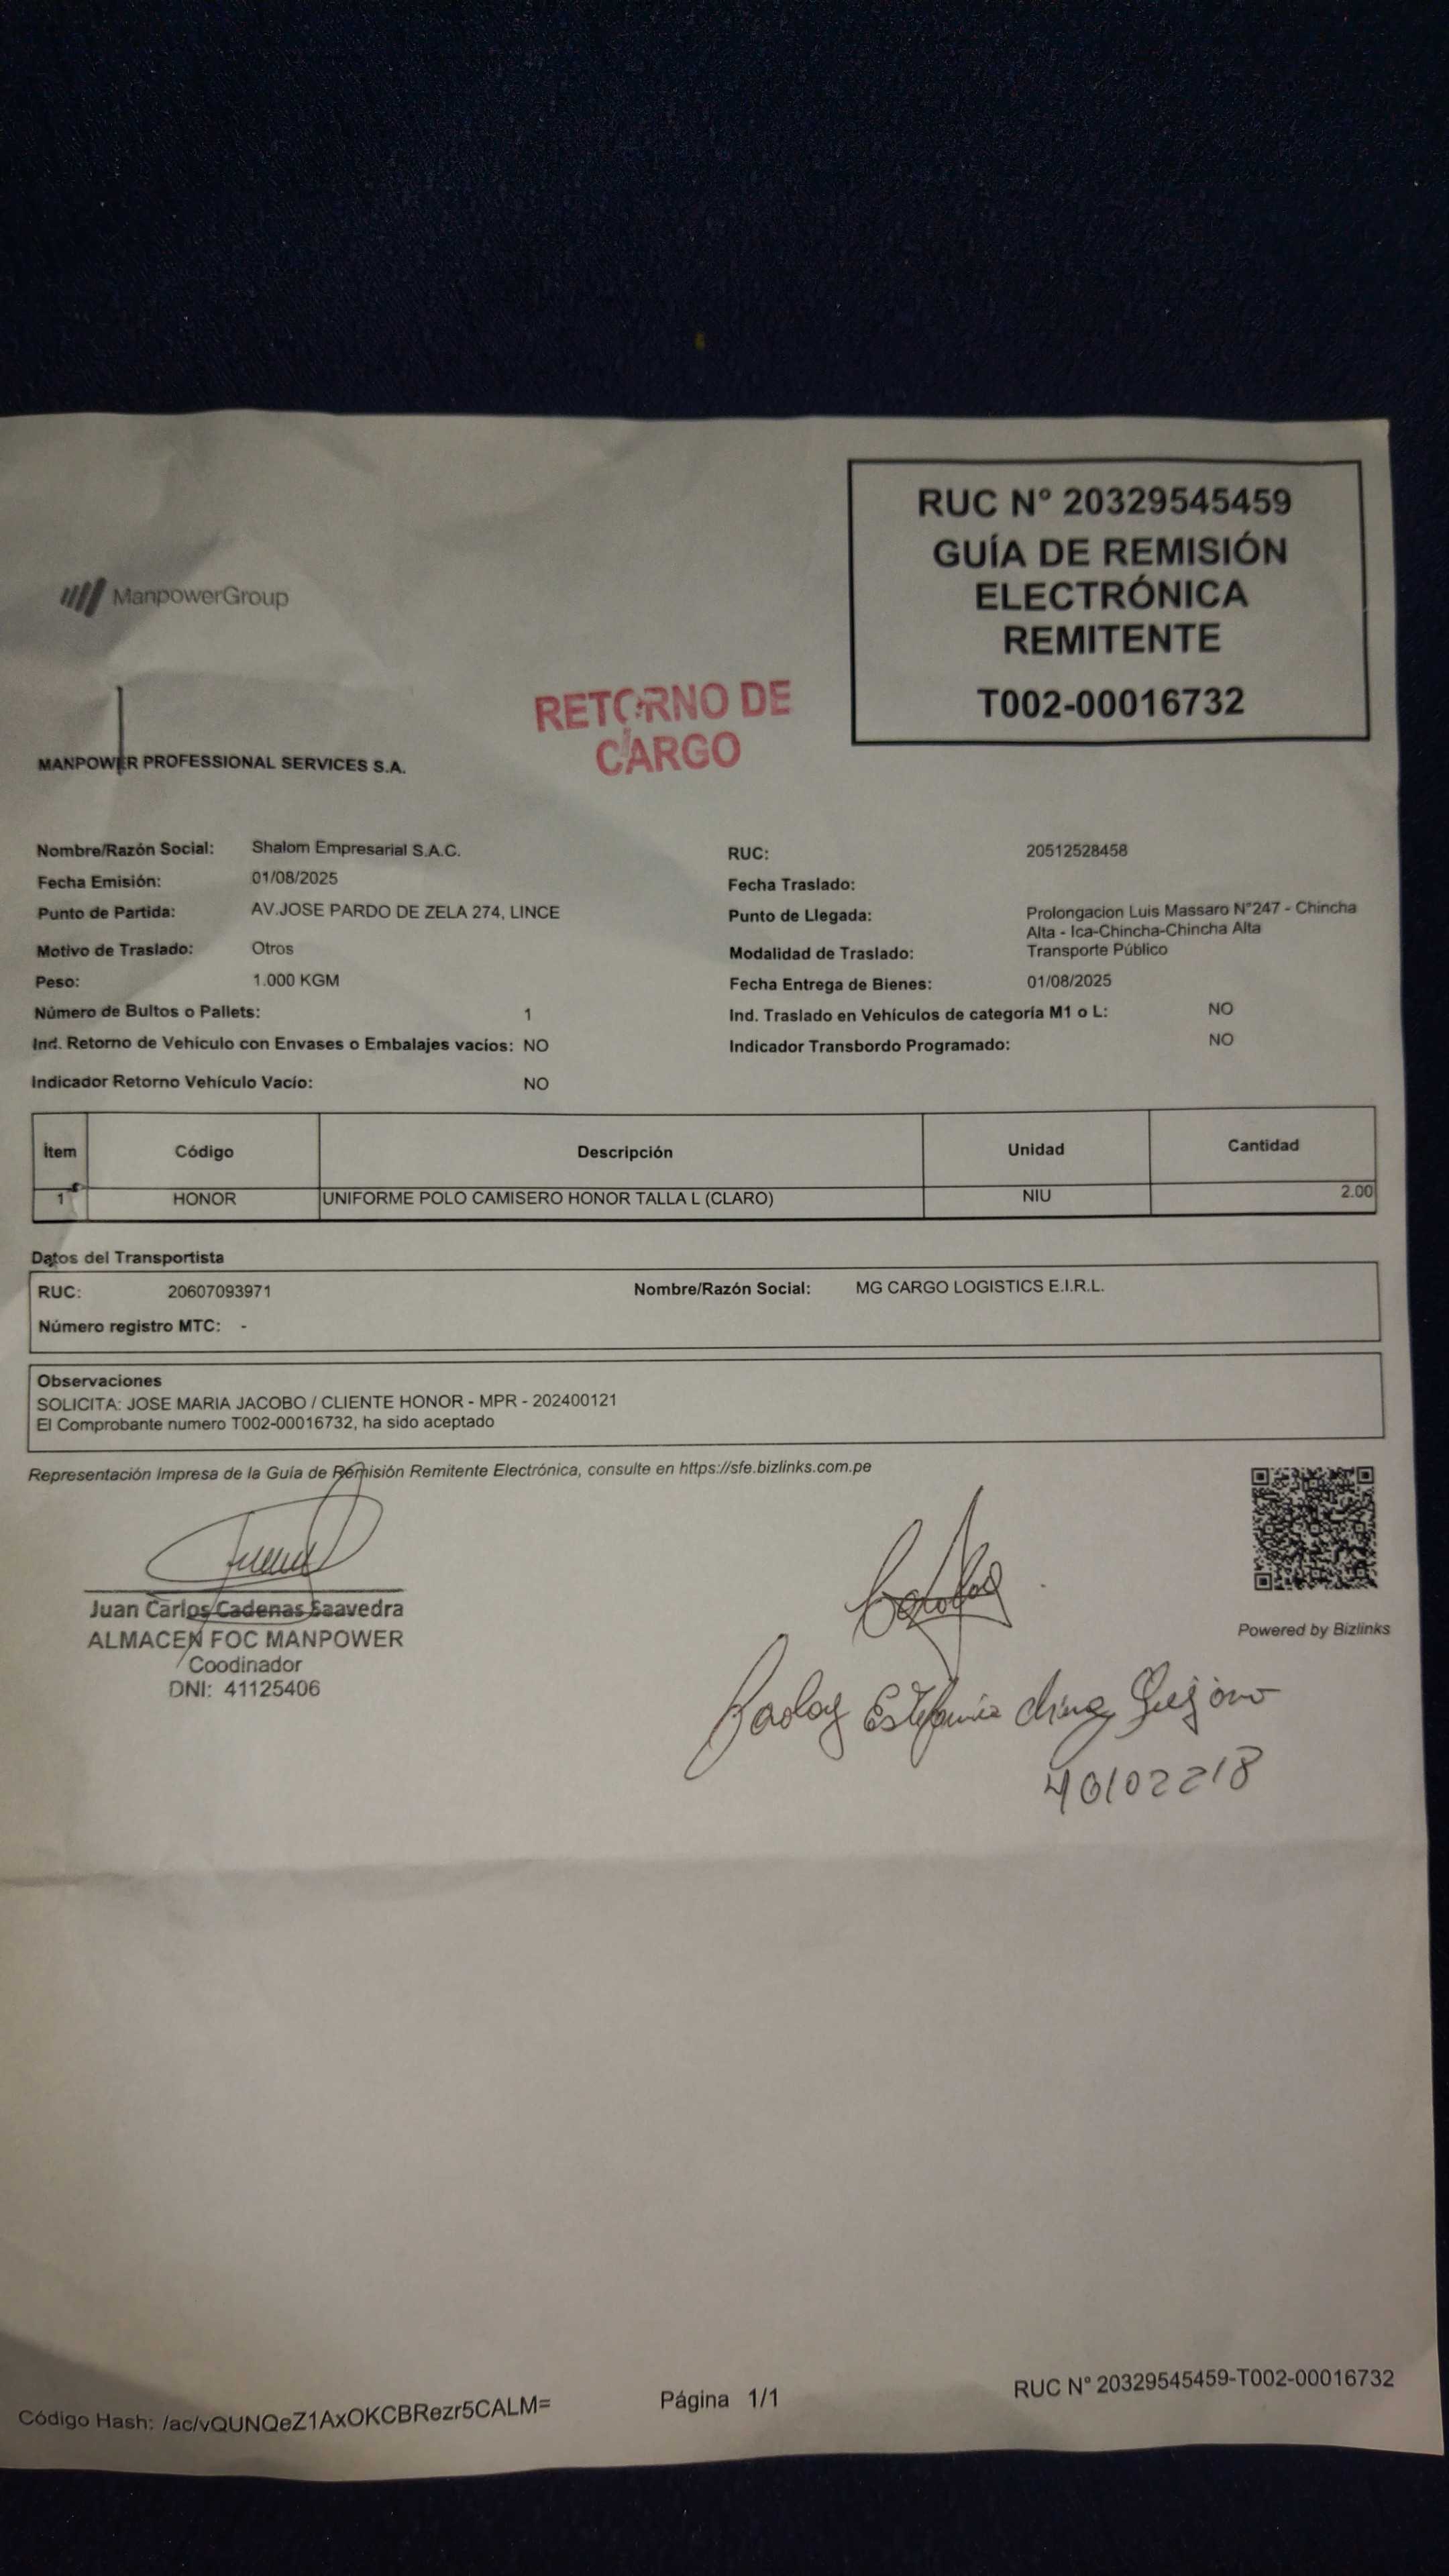 RUC N° 20329545459
GUÍA DE REMISIÓN
ELECTRÓNICA
REMITENTE
T002-00016732
ManpowerGroup
RETORNO DE
CARGO
MANPOWER PROFESSIONAL SERVICES S.A.
Nombre/Razón Social: Shalom Empresarial S.A.C. RUC: 20512528458
Fecha Emisión: 01/08/2025 Fecha Traslado:
Punto de Partida: AV.JOSE PARDO DE ZELA 274, LINCE Punto de Llegada: Prolongacion Luis Massaro N°247 - Chincha
Alta - Ica-Chincha-Chincha Alta
Motivo de Traslado: Otros Modalidad de Traslado: Transporte Público
Peso: 1.000 KGM Fecha Entrega de Bienes: 01/08/2025
Número de Bultos o Pallets: 1 Ind. Traslado en Vehículos de categoría M1 o L: NO
Ind. Retorno de Vehículo con Envases o Embalajes vacíos: NO Indicador Transbordo Programado: NO
Indicador Retorno Vehículo Vacío: NO
Ítem Código Descripción Unidad Cantidad
1 HONOR UNIFORME POLO CAMISERO HONOR TALLA L (CLARO) NIU 2.00
Datos del Transportista
RUC: 20607093971 Nombre/Razón Social: MG CARGO LOGISTICS E.I.R.L.
Número registro MTC: -
Observaciones
SOLICITA: JOSE MARIA JACOBO / CLIENTE HONOR - MPR - 202400121
El Comprobante numero T002-00016732, ha sido aceptado
Representación Impresa de la Guía de Remisión Remitente Electrónica, consulte en https://sfe.bizlinks.com.pe
Juan Carlos Cadenas Saavedra
ALMACEN FOC MANPOWER
Coodinador
DNI: 41125406
Powered by Bizlinks
Estefania
40102218
Código Hash: /ac/vQUNQeZ1AxOKCBRezr5CALM= Página 1/1 RUC N° 20329545459-T002-00016732